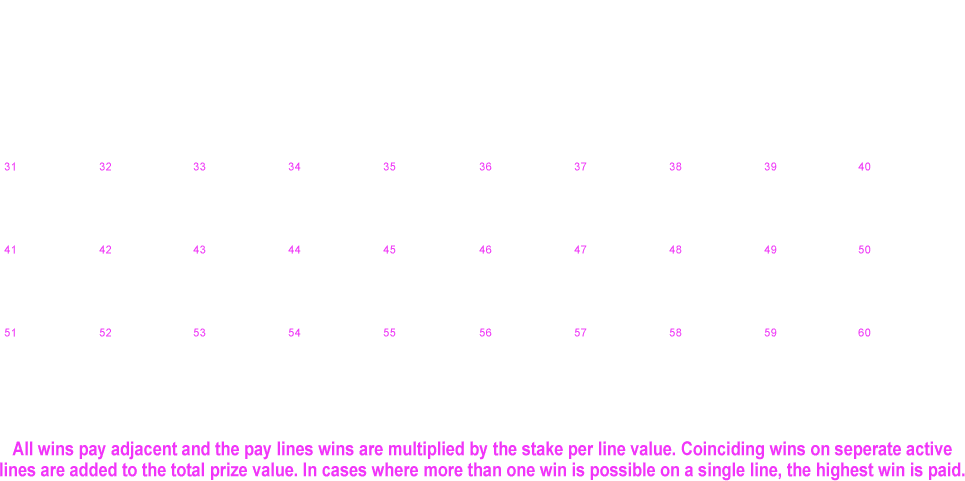 31 32 33 34 35 36 37 38 39 40
41 42 43 44 45 46 47 48 49 50
51 52 53 54 55 56 57 58 59 60
All wins pay adjacent and the pay lines wins are multiplied by the stake per line value. Coinciding wins on seperate active
lines are added to the total prize value. In cases where more than one win is possible on a single line, the highest win is paid.